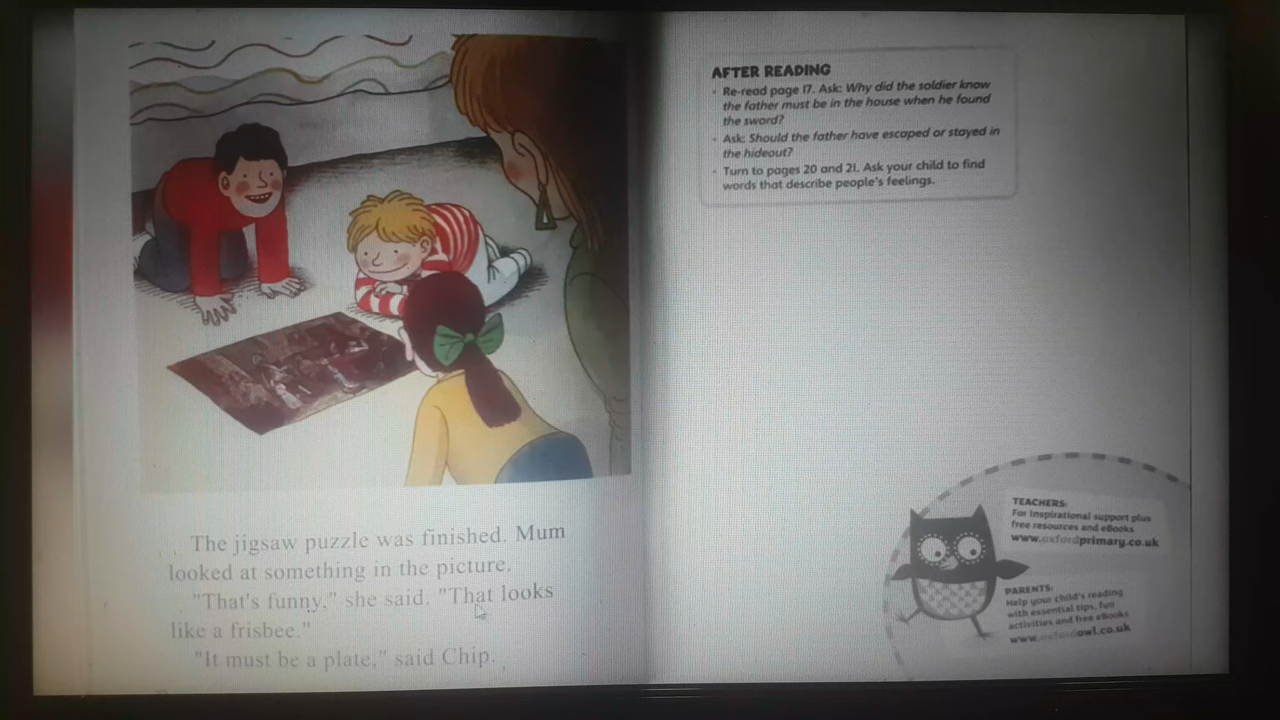 The jigsaw puzzle was finished. Mum
looked at something in the picture.
"That's funny," she said. "That looks
like a frisbee."
"It must be a plate," said Chip.
AFTER READING
• Re-read page 17. Ask: Why did the soldier know
the father must be in the house when he found
the sword?
• Ask: Should the father have escaped or stayed in
the hideout?
• Turn to pages 20 and 21. Ask your child to find
words that describe people's feelings.
TEACHERS:
For inspirational support plus
free resources and eBooks
www.oxfordprimary.co.uk
PARENTS:
Help your child's reading
with essential tips, fun
activities and free eBooks
www.oxfordowl.co.uk